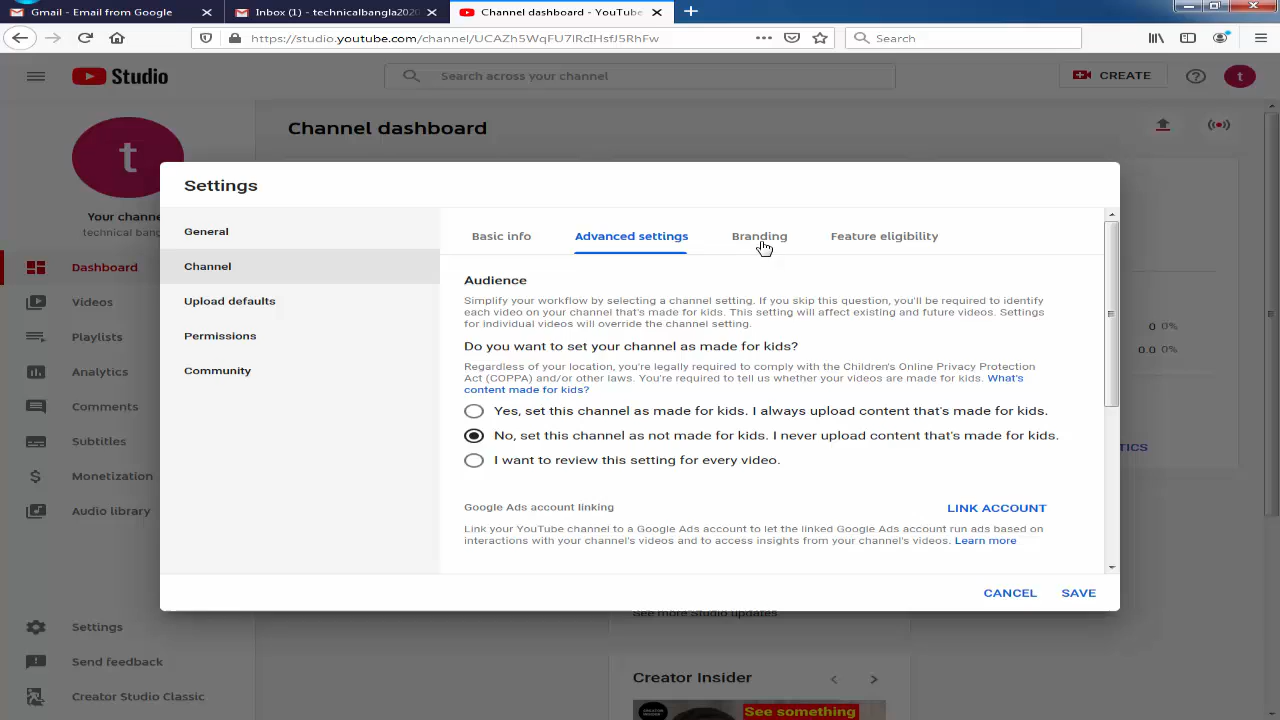 Gmail - Email from Google
Inbox (1) - technicalbangla2020
Channel dashboard - YouTube
https://studio.youtube.com/channel/UCAZh5WqFU7lRcIHsfJ5RhFw
Search
Studio
Search across your channel
CREATE
t
t
Channel dashboard
Your channe
technical bang
Dashboard
Videos
Playlists
Analytics
Comments
Subtitles
Monetization
Audio library
Settings
Send feedback
Creator Studio Classic
Settings
General
Channel
Upload defaults
Permissions
Community
Basic info
Advanced settings
Branding
Feature eligibility
Audience
Simplify your workflow by selecting a channel setting. If you skip this question, you'll be required to identify
each video on your channel that's made for kids. This setting will affect existing and future videos. Settings
for individual videos will override the channel setting.
Do you want to set your channel as made for kids?
Regardless of your location, you're legally required to comply with the Children's Online Privacy Protection
Act (COPPA) and/or other laws. You're required to tell us whether your videos are made for kids. What's
content made for kids?
Yes, set this channel as made for kids. I always upload content that's made for kids.
No, set this channel as not made for kids. I never upload content that's made for kids.
I want to review this setting for every video.
Google Ads account linking
LINK ACCOUNT
Link your YouTube channel to a Google Ads account to let the linked Google Ads account run ads based on
interactions with your channel's videos and to access insights from your channel's videos. Learn more
CANCEL
SAVE
0 0%
0.0 0%
TICS
See more Studio updates
Creator Insider
See something